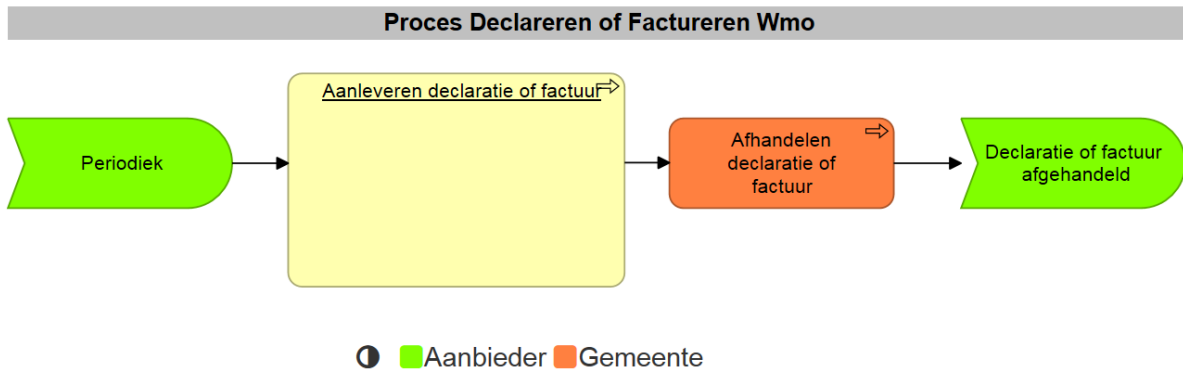 Proces Declareren of Factureren Wmo
Aanleveren declaratie of factuur
Periodiek
Afhandelen
declaratie of
factuur
Declaratie of factuur
afgehandeld
Aanbieder Gemeente